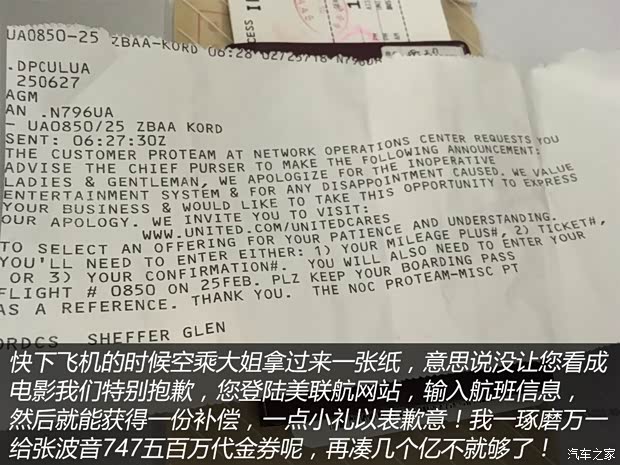 UA0850-25 ZBAA-KORD 06:28
.DPCULUA
250627
AGM
AN .N796UA
- UA0850/25 ZBAA KORD
SENT: 06:27:30Z
THE CUSTOMER PROTEAM AT NETWORK OPERATIONS CENTER REQUESTS YOU
ADVISE THE CHIEF PURSER TO MAKE THE FOLLOWING ANNOUNCEMENT:
LADIES & GENTLEMAN, WE APOLOGIZE FOR THE INOPERATIVE
ENTERTAINMENT SYSTEM & FOR ANY DISAPPOINTMENT CAUSED. WE VALUE
YOUR BUSINESS & WOULD LIKE TO TAKE THIS OPPORTUNITY TO EXPRESS
OUR APOLOGY. WE INVITE YOU TO VISIT:
WWW.UNITED.COM/UNITEDCARES
TO SELECT AN OFFERING FOR YOUR PATIENCE AND UNDERSTANDING.
YOU'LL NEED TO ENTER EITHER: 1) YOUR MILEAGE PLUS#, 2) TICKET#,
OR 3) YOUR CONFIRMATION#. YOU WILL ALSO NEED TO ENTER YOUR
FLIGHT # 0850 ON 25FEB. PLZ KEEP YOUR BOARDING PASS
AS A REFERENCE. THANK YOU. THE NOC PROTEAM-MISC PT
SHEFFER GLEN
快下飞机的时候空乘大姐拿过来一张纸，意思说没让您看成
电影我们特别抱歉，您登陆美联航网站，输入航班信息，
然后就能获得一份补偿，一点小礼以表歉意！我一琢磨万一
给张波音747五百万代金券呢，再凑几个亿不就够了！
汽车之家